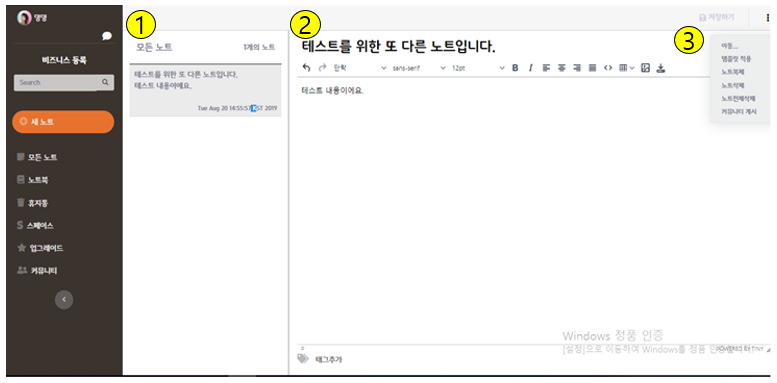 멍멍
비즈니스 등록
Search
새 노트
모든 노트
노트북
휴지통
스페이스
업그레이드
커뮤니티
1
모든 노트 1개의 노트
테스트를 위한 또 다른 노트입니다.
테스트 내용이에요.
Tue Aug 20 14:55:57 KST 2019
2
저장하기
테스트를 위한 또 다른 노트입니다.
단락 sans-serif 12pt B I
테스트 내용이에요.
3
이동...
템플릿 적용
노트복제
노트삭제
노트전체삭제
커뮤니티 게시
Windows 정품 인증
[설정]으로 이동하여 Windows를 정품 인증합니다.
POWERED BY TINY
태그추가